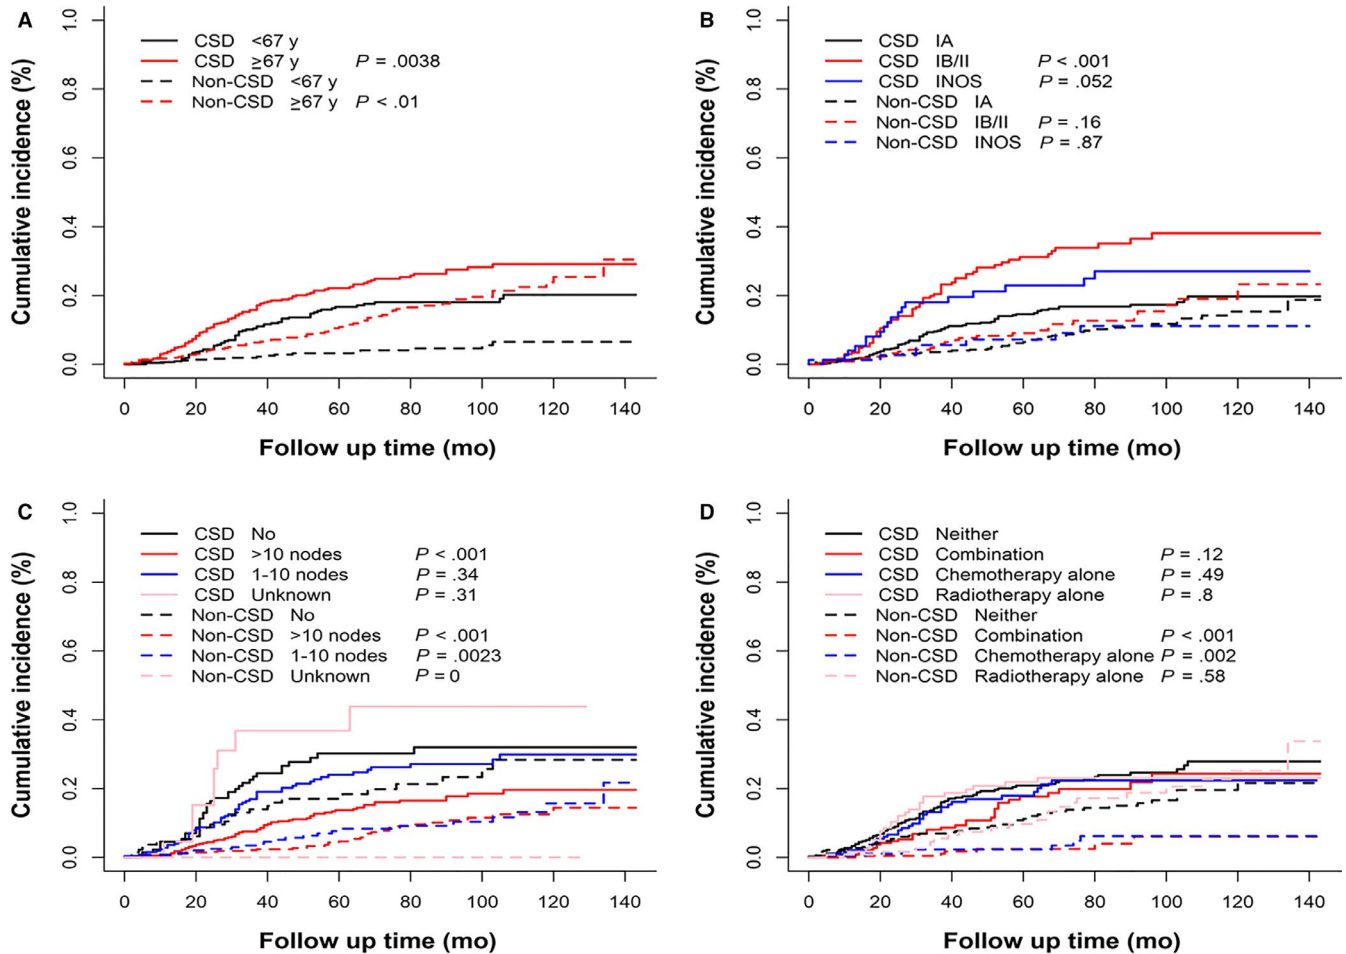 A
CSD <67 y
CSD ≥67 y P = .0038
Non-CSD <67 y
Non-CSD ≥67 y P < .01
Cumulative incidence (%)
1.0
0.8
0.6
0.4
0.2
0.0
0 20 40 60 80 100 120 140
Follow up time (mo)
B
CSD IA
CSD IB/II P < .001
CSD INOS P = .052
Non-CSD IA
Non-CSD IB/II P = .16
Non-CSD INOS P = .87
Cumulative incidence (%)
1.0
0.8
0.6
0.4
0.2
0.0
0 20 40 60 80 100 120 140
Follow up time (mo)
C
CSD No
CSD >10 nodes P < .001
CSD 1-10 nodes P = .34
CSD Unknown P = .31
Non-CSD No
Non-CSD >10 nodes P < .001
Non-CSD 1-10 nodes P = .0023
Non-CSD Unknown P = 0
Cumulative incidence (%)
1.0
0.8
0.6
0.4
0.2
0.0
0 20 40 60 80 100 120 140
Follow up time (mo)
D
CSD Neither
CSD Combination P = .12
CSD Chemotherapy alone P = .49
CSD Radiotherapy alone P = .8
Non-CSD Neither
Non-CSD Combination P < .001
Non-CSD Chemotherapy alone P = .002
Non-CSD Radiotherapy alone P = .58
Cumulative incidence (%)
1.0
0.8
0.6
0.4
0.2
0.0
0 20 40 60 80 100 120 140
Follow up time (mo)